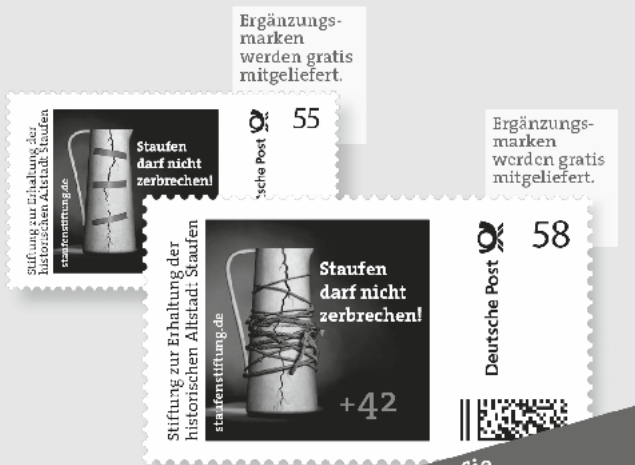 Ergänzungs-
marken
werden gratis
mitgeliefert.
Stiftung zur Erhaltung der
historischen Altstadt Staufen
staufenstiftung.de
Staufen
darf nicht
zerbrechen!
55
Ergänzungs-
marken
werden gratis
mitgeliefert.
Stiftung zur Erhaltung der
historischen Altstadt Staufen
staufenstiftung.de
Staufen
darf nicht
zerbrechen!
+42
Deutsche Post
58